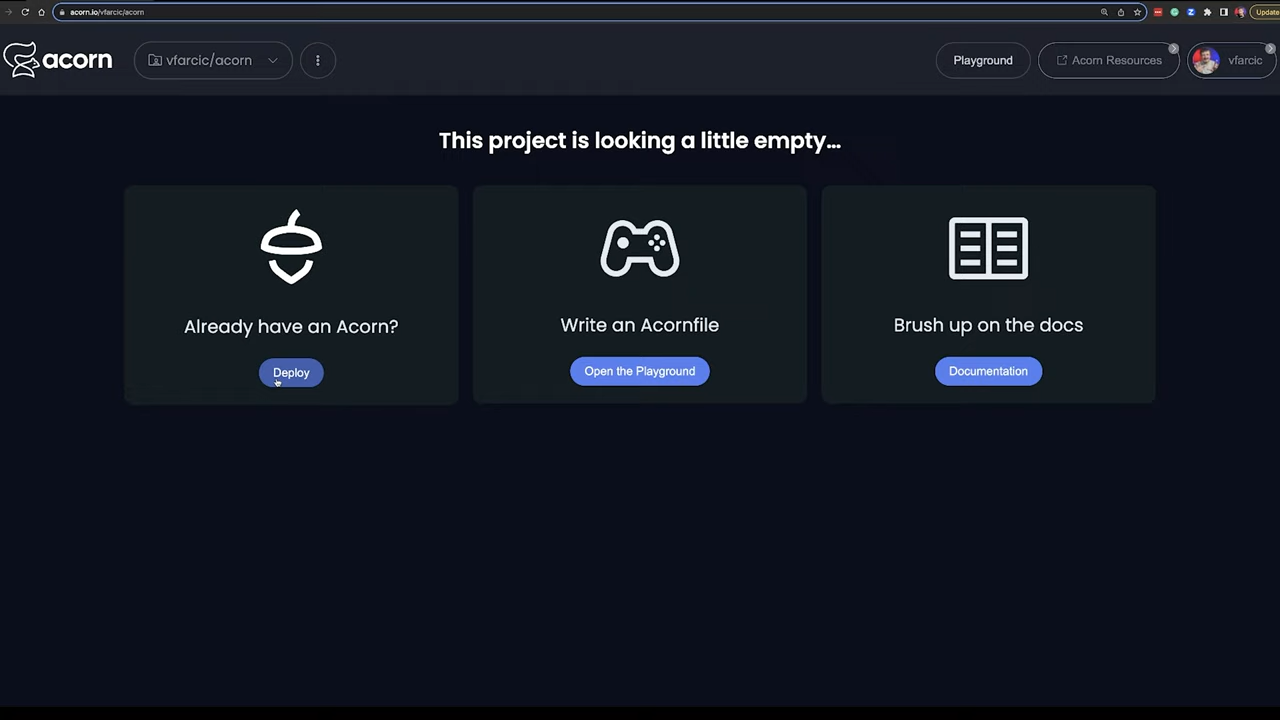 acorn.io/vfarcic/acorn
Update
acorn
vfarcic/acorn
Playground
Acorn Resources
vfarcic
This project is looking a little empty...
Already have an Acorn?
Deploy
Write an Acornfile
Open the Playground
Brush up on the docs
Documentation